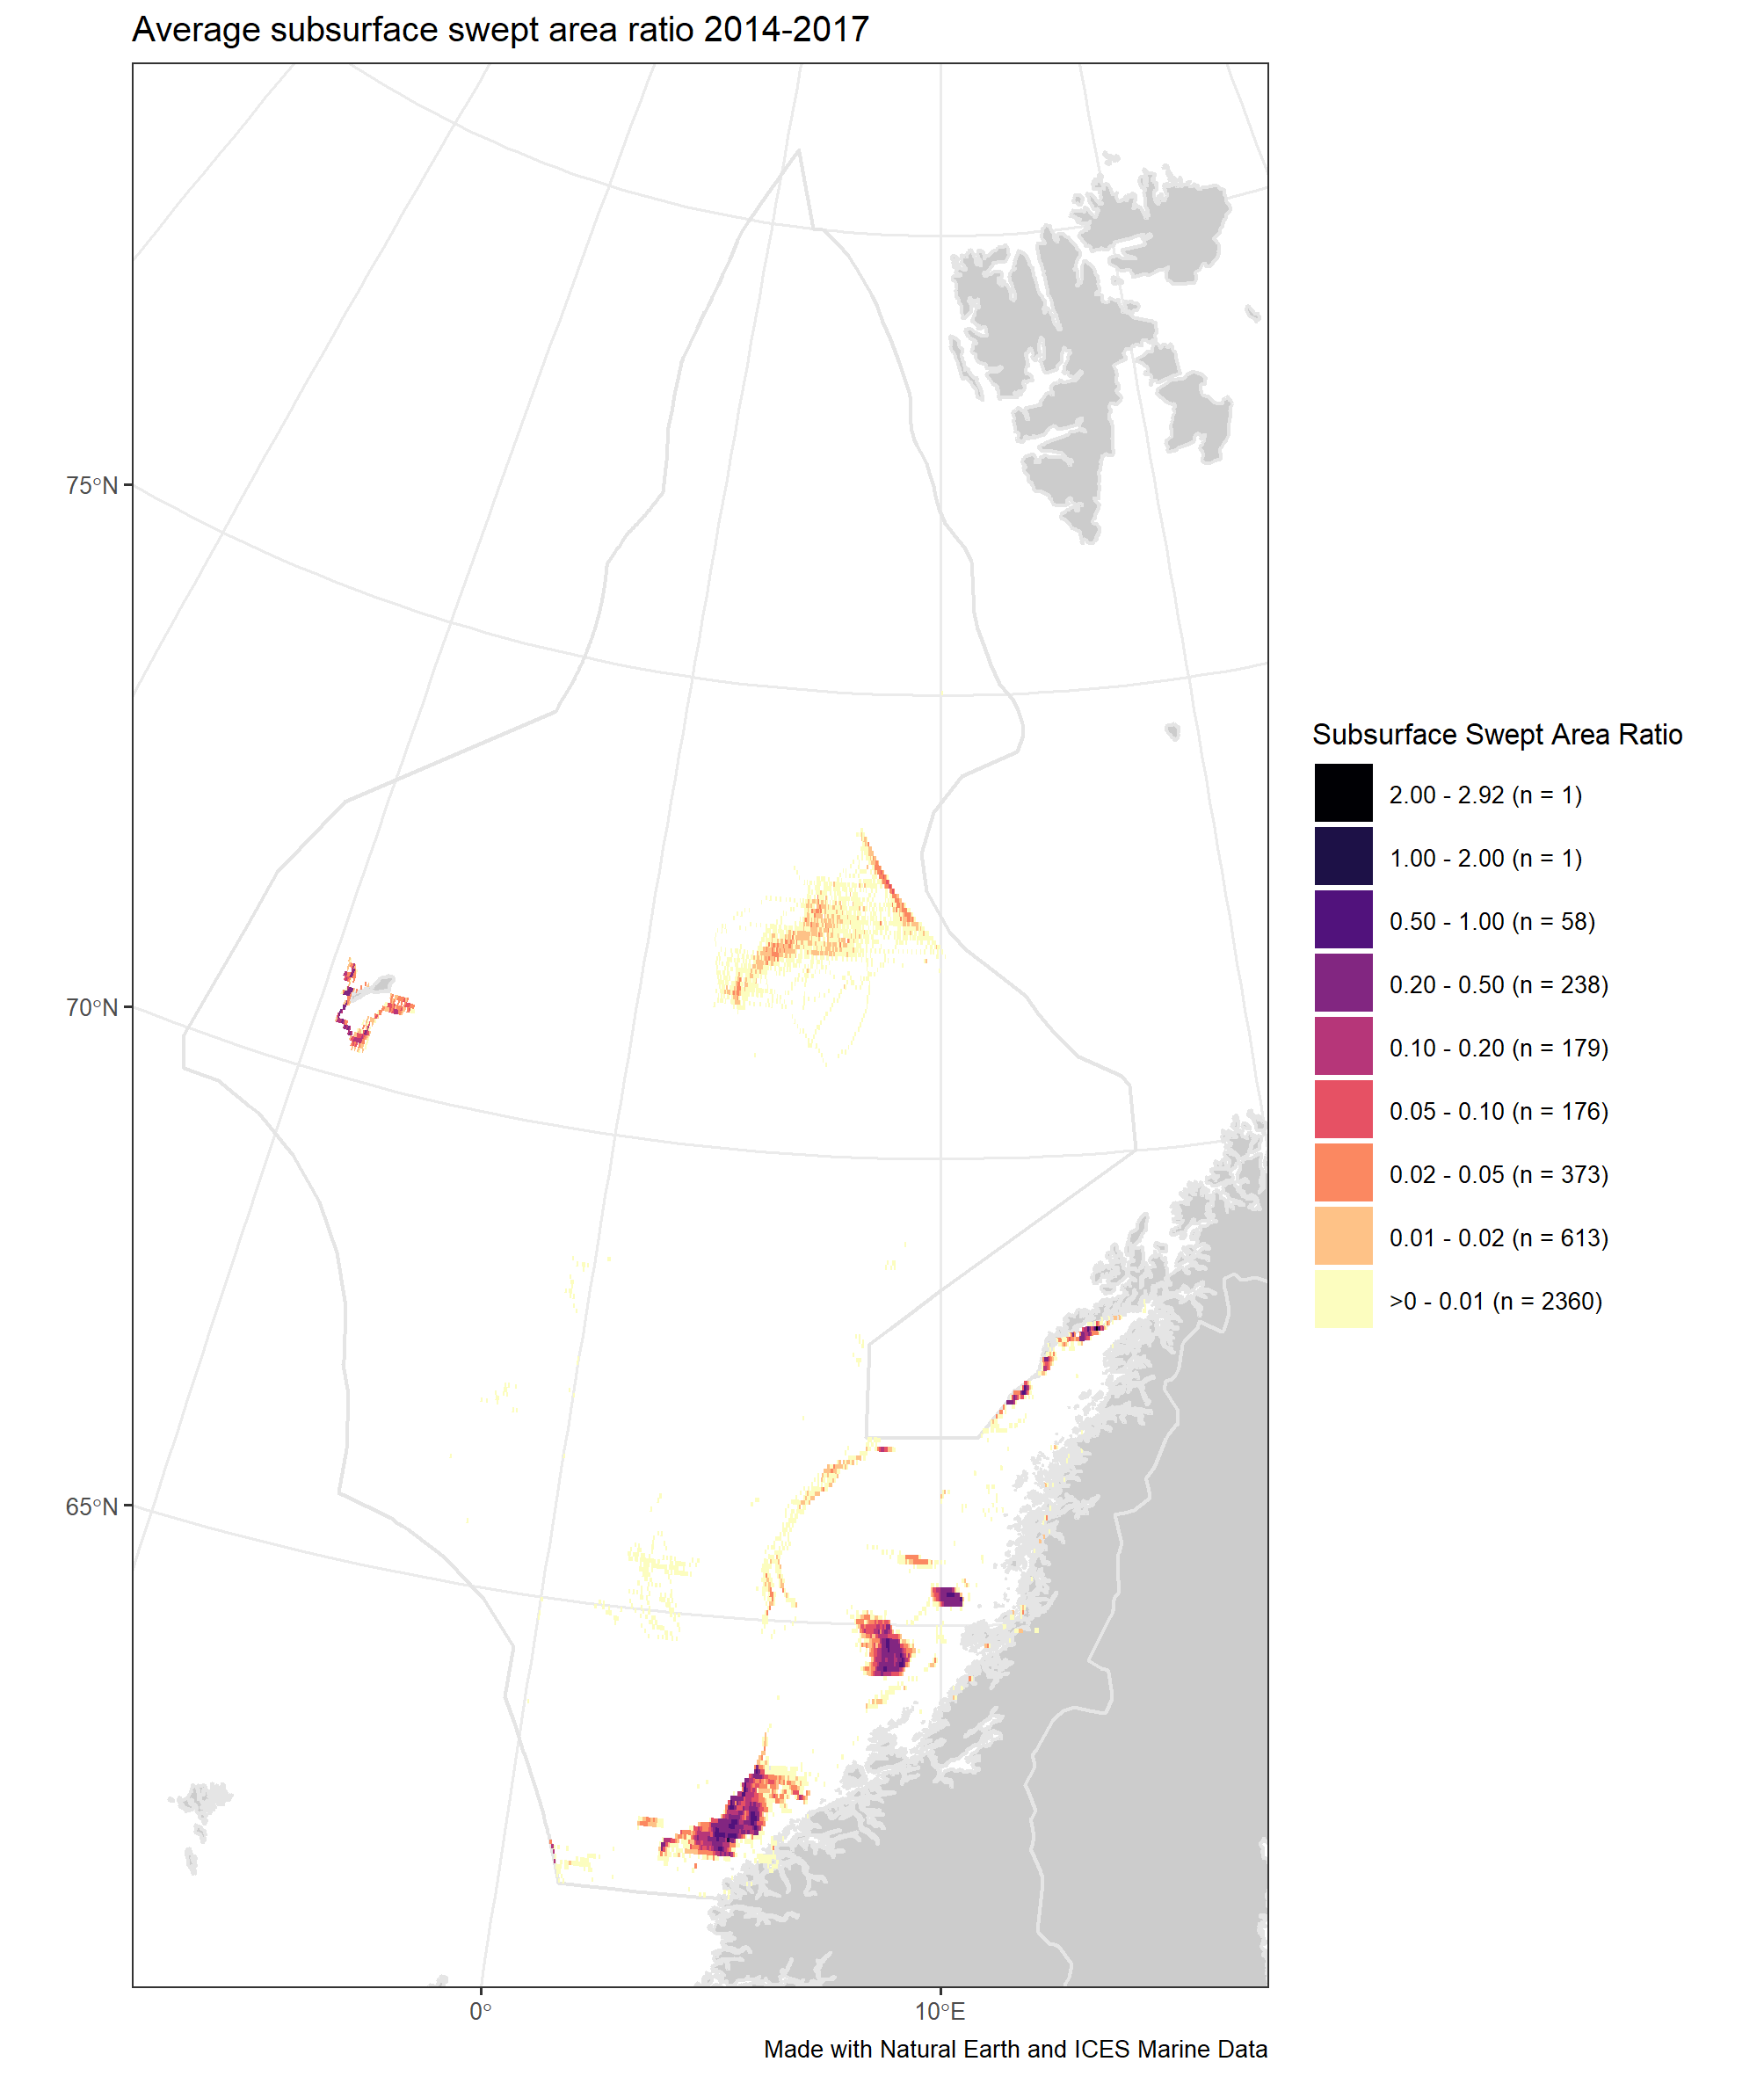 Average subsurface swept area ratio 2014-2017
75°N
70°N
65°N
0°
10°E
Subsurface Swept Area Ratio
2.00 - 2.92 (n = 1)
1.00 - 2.00 (n = 1)
0.50 - 1.00 (n = 58)
0.20 - 0.50 (n = 238)
0.10 - 0.20 (n = 179)
0.05 - 0.10 (n = 176)
0.02 - 0.05 (n = 373)
0.01 - 0.02 (n = 613)
>0 - 0.01 (n = 2360)
Made with Natural Earth and ICES Marine Data